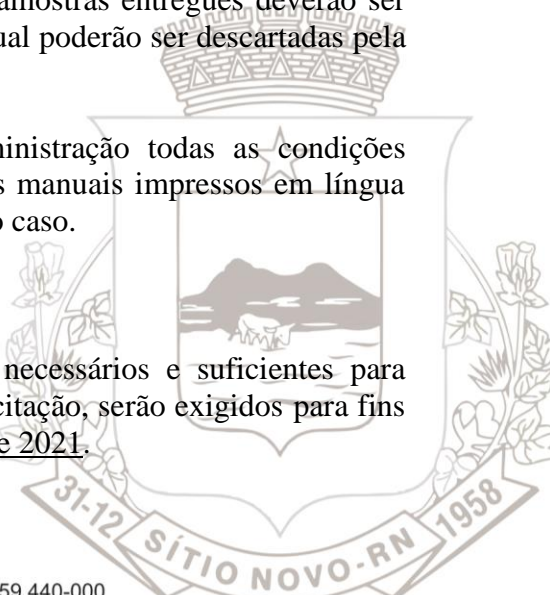 amostras entregues deverão ser
ual poderão ser descartadas pela
ministração todas as condições
s manuais impressos em língua
o caso.
necessários e suficientes para
citação, serão exigidos para fins
e 2021.
31-12 SÍTIO NOVO-RN 1958
59.440-000